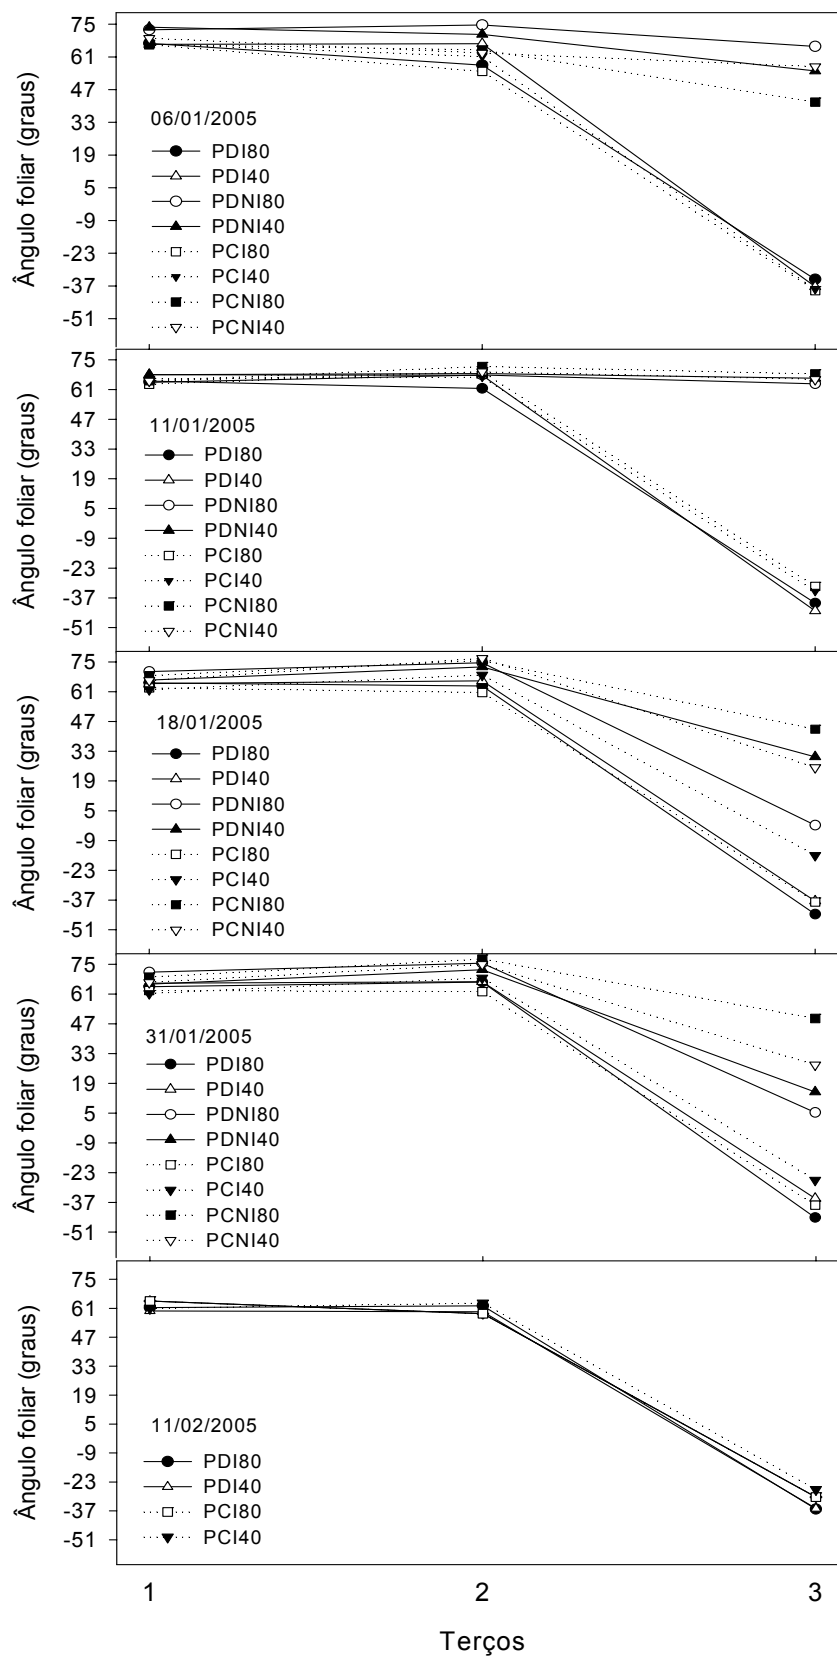 75
61
47
33
19
5
-9
-23
-37
-51
Ângulo foliar (graus)
06/01/2005
PDI80
PDI40
PDNI80
PDNI40
PCI80
PCI40
PCNI80
PCNI40
75
61
47
33
19
5
-9
-23
-37
-51
Ângulo foliar (graus)
11/01/2005
PDI80
PDI40
PDNI80
PDNI40
PCI80
PCI40
PCNI80
PCNI40
75
61
47
33
19
5
-9
-23
-37
-51
Ângulo foliar (graus)
18/01/2005
PDI80
PDI40
PDNI80
PDNI40
PCI80
PCI40
PCNI80
PCNI40
75
61
47
33
19
5
-9
-23
-37
-51
Ângulo foliar (graus)
31/01/2005
PDI80
PDI40
PDNI80
PDNI40
PCI80
PCI40
PCNI80
PCNI40
75
61
47
33
19
5
-9
-23
-37
-51
Ângulo foliar (graus)
11/02/2005
PDI80
PDI40
PCI80
PCI40
1 2 3
Terços